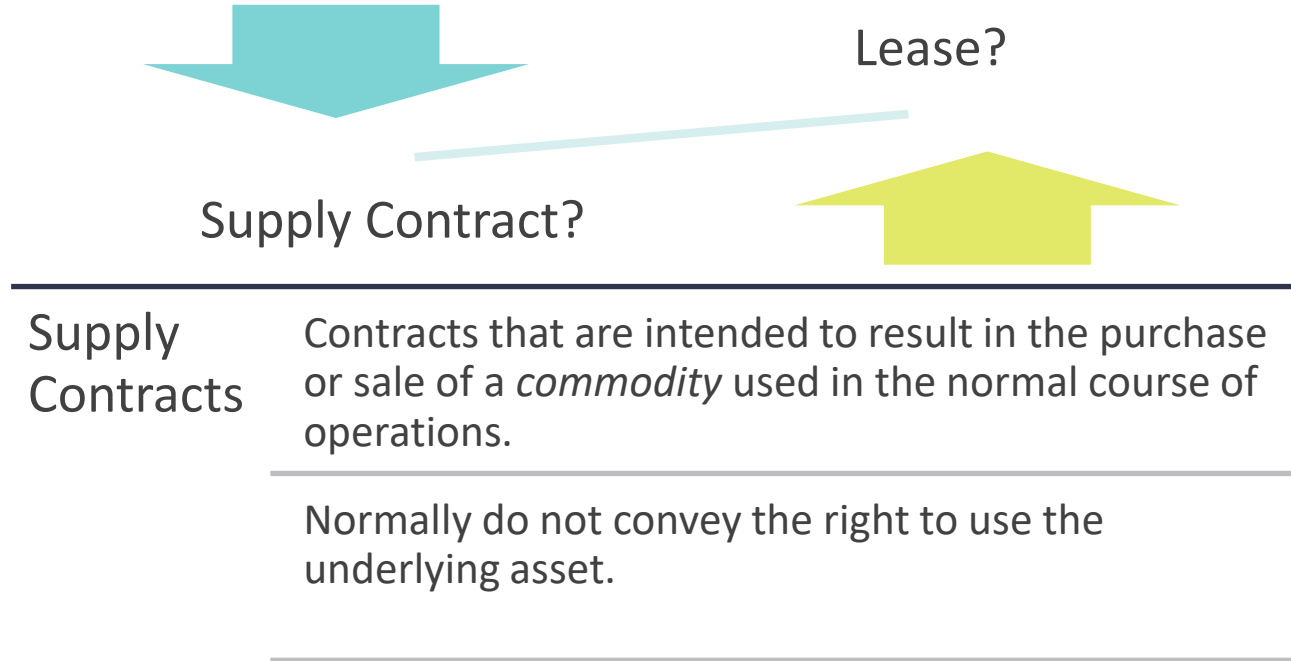 Lease?
Supply Contract?
Supply
Contracts
Contracts that are intended to result in the purchase
or sale of a commodity used in the normal course of
operations.
Normally do not convey the right to use the
underlying asset.